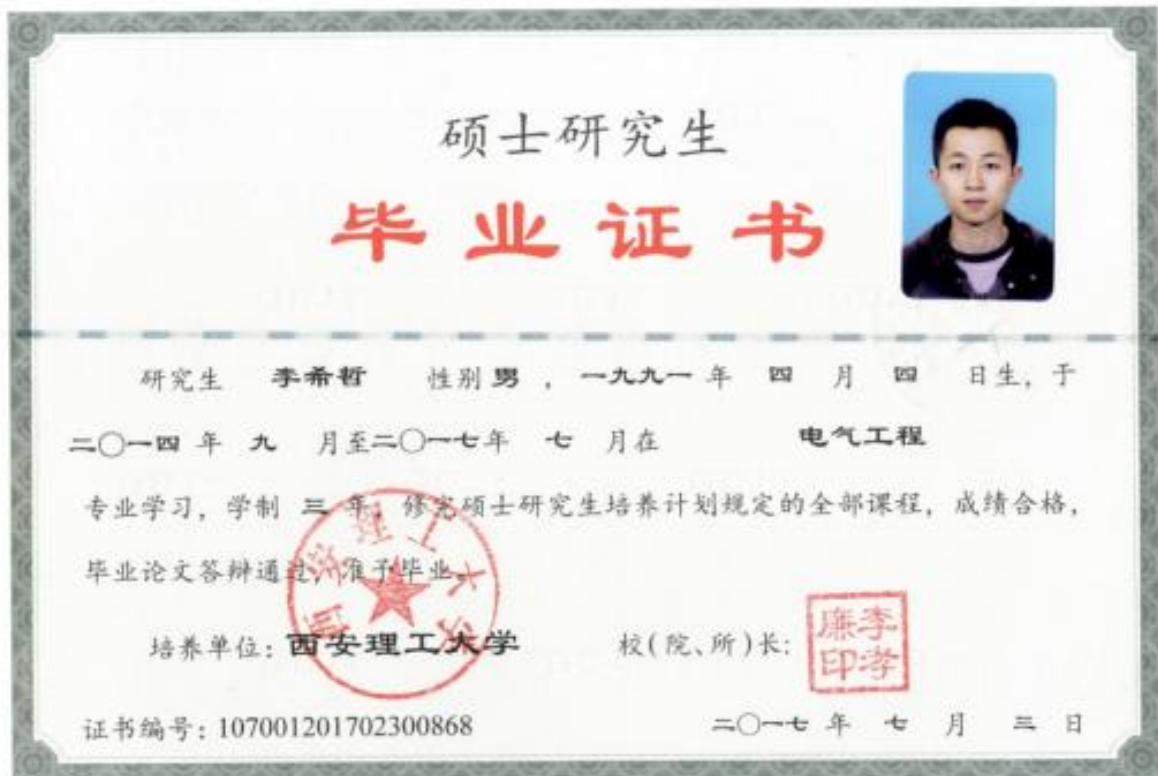 硕士研究生
毕业证书
研究生 李希哲 性别 男 ,一九九一 年 四 月 四 日生, 于
二〇一四 年 九 月至二〇一七年 七 月在 电气工程
专业学习, 学制 三 年, 修完硕士研究生培养计划规定的全部课程, 成绩合格,
毕业论文答辩通过, 准予毕业。
西安理工大学
培养单位: 西安理工大学 校(院、所)长:
李孝廉印
证书编号: 107001201702300868 二〇一七 年 七 月 三 日